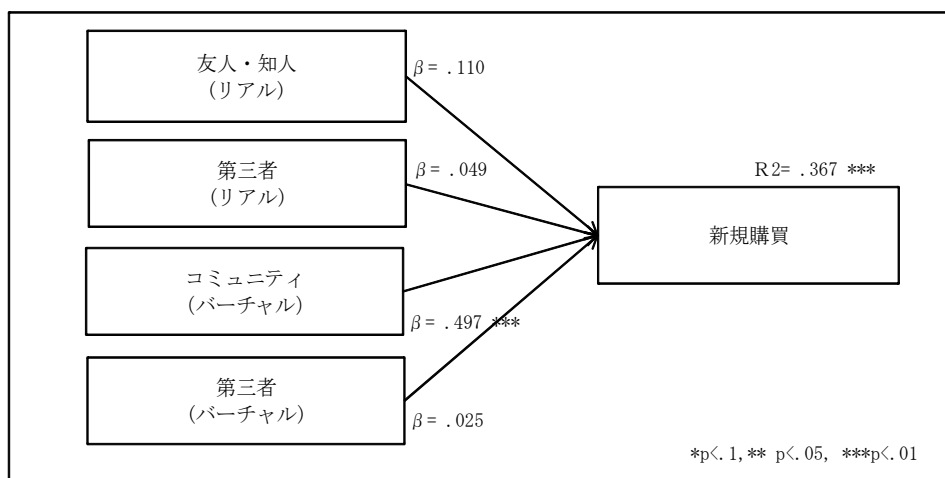 友人・知人
(リアル)
β= .110
第三者
(リアル)
β= .049
R2= .367 ***
新規購買
コミュニティ
(バーチャル)
β= .497 ***
第三者
(バーチャル)
β= .025
*p<.1,** p<.05, ***p<.01